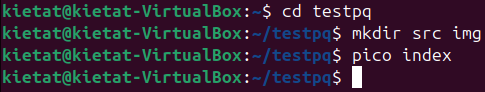 kietat@kietat-VirtualBox:~$ cd testpq
kietat@kietat-VirtualBox:~/testpq$ mkdir src img
kietat@kietat-VirtualBox:~/testpq$ pico index
kietat@kietat-VirtualBox:~/testpq$